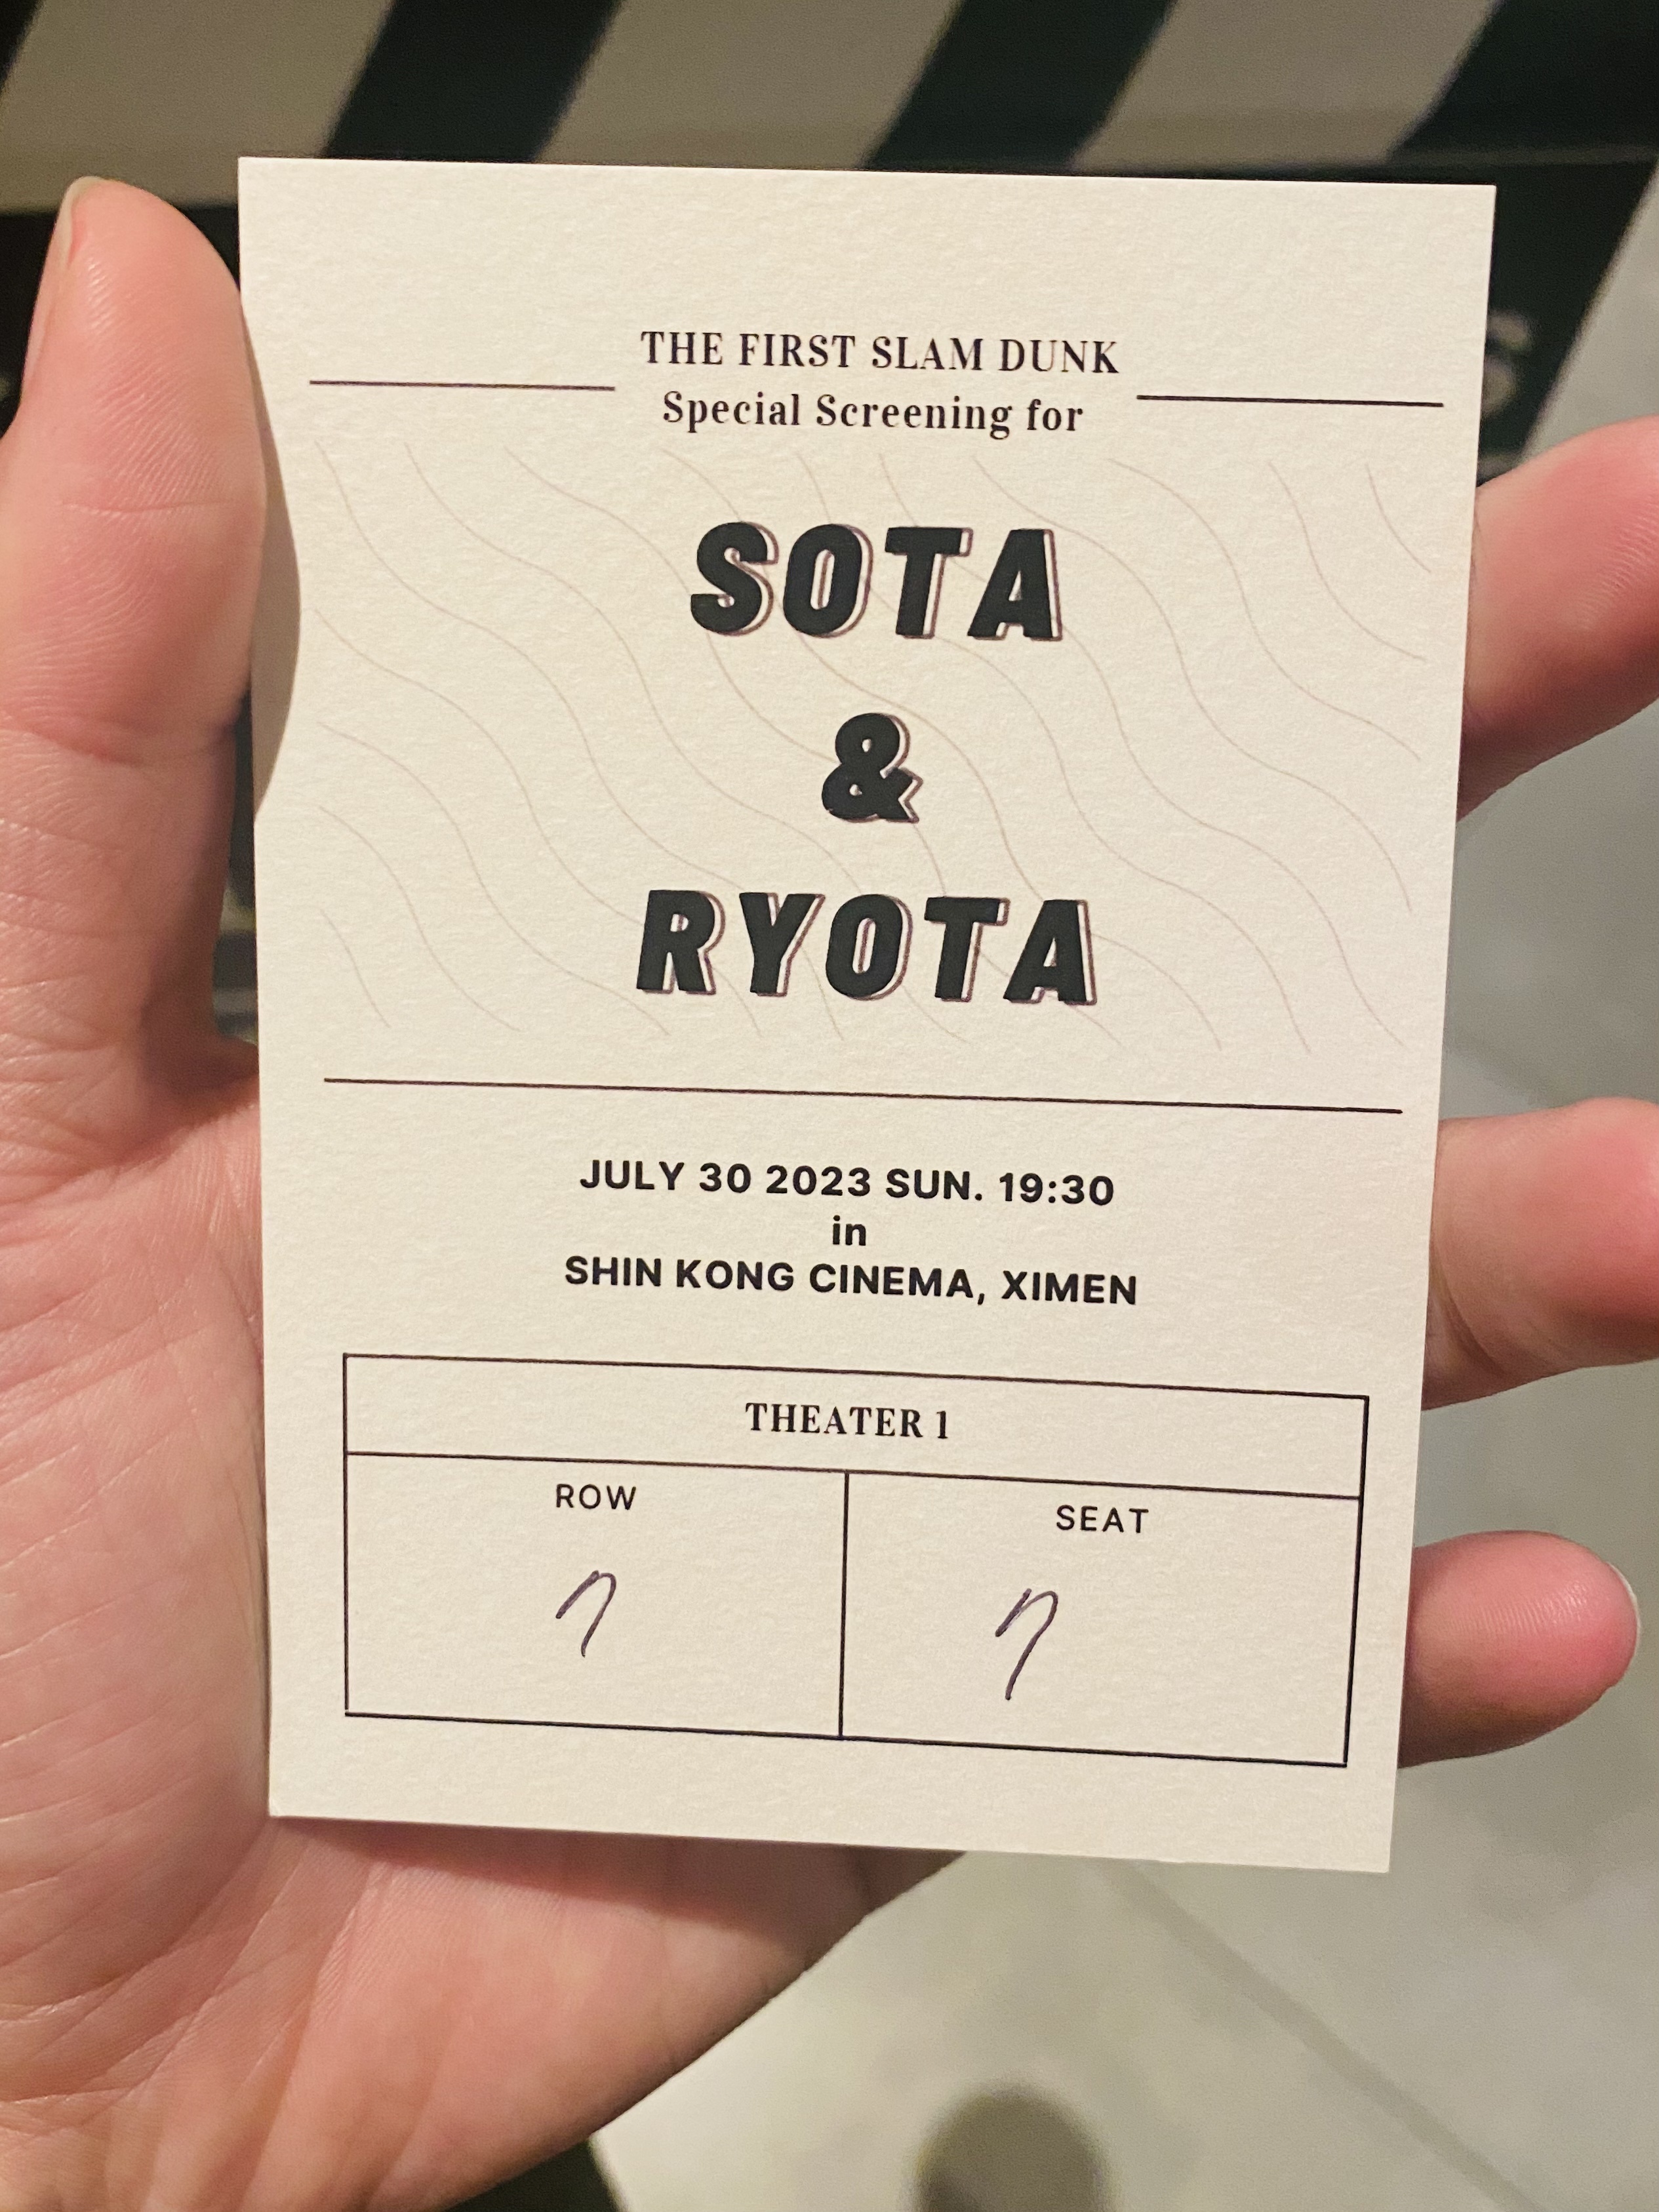 THE FIRST SLAM DUNK
Special Screening for
SOTA
&
RYOTA
JULY 30 2023 SUN. 19:30
in
SHIN KONG CINEMA, XIMEN
THEATER 1
ROW
SEAT
7
7